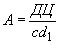 A = ДЦ / cd₁